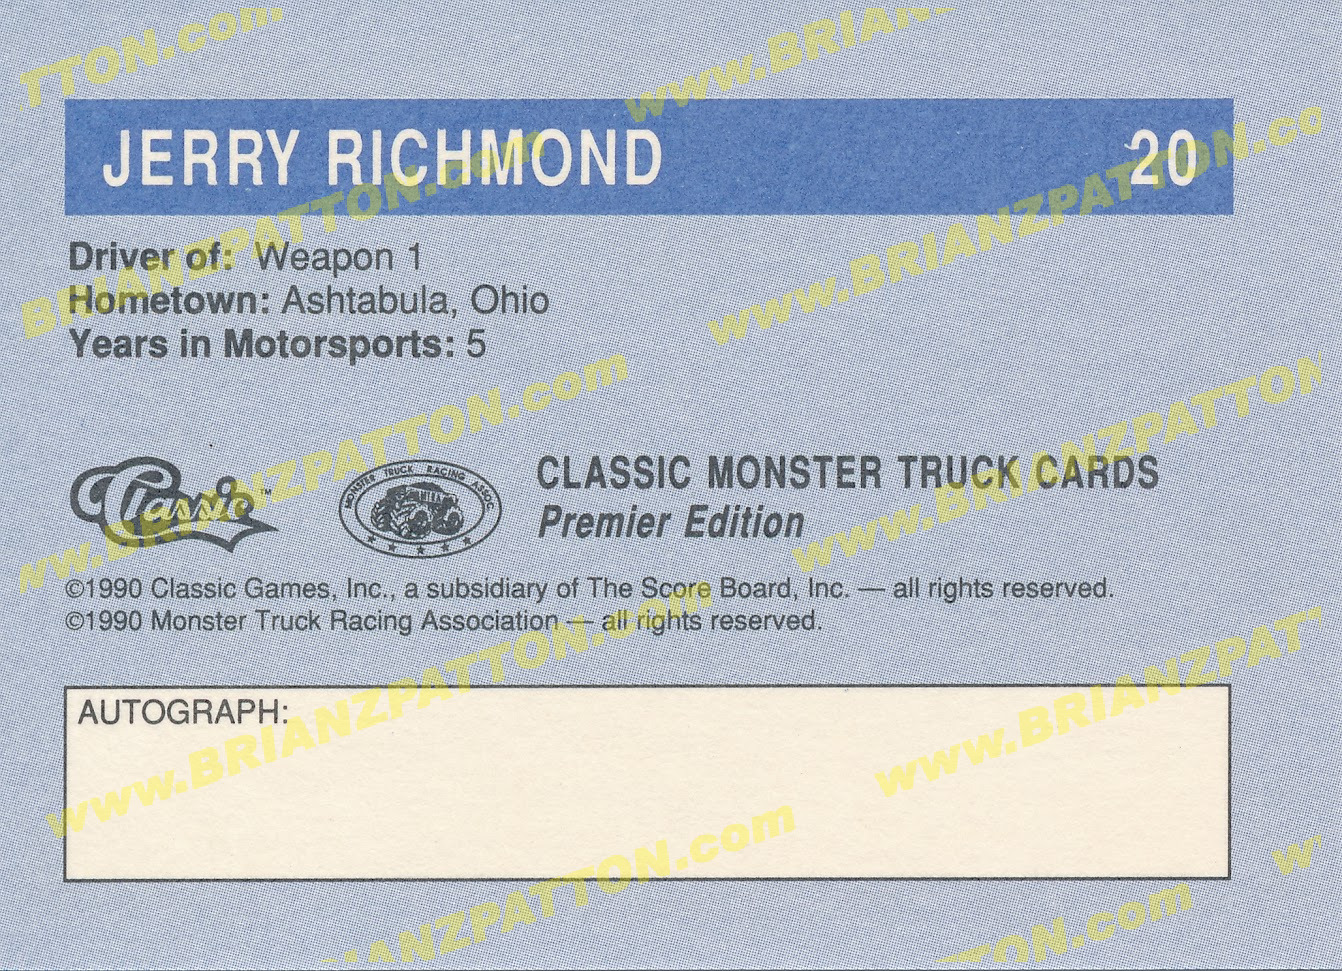 JERRY RICHMOND 20
Driver of: Weapon 1
Hometown: Ashtabula, Ohio
Years in Motorsports: 5
Classic™
MONSTER TRUCK RACING ASSOC.
CLASSIC MONSTER TRUCK CARDS
Premier Edition
©1990 Classic Games, Inc., a subsidiary of The Score Board, Inc. — all rights reserved.
©1990 Monster Truck Racing Association — all rights reserved.
AUTOGRAPH:
www.BRIANZPATTON.com